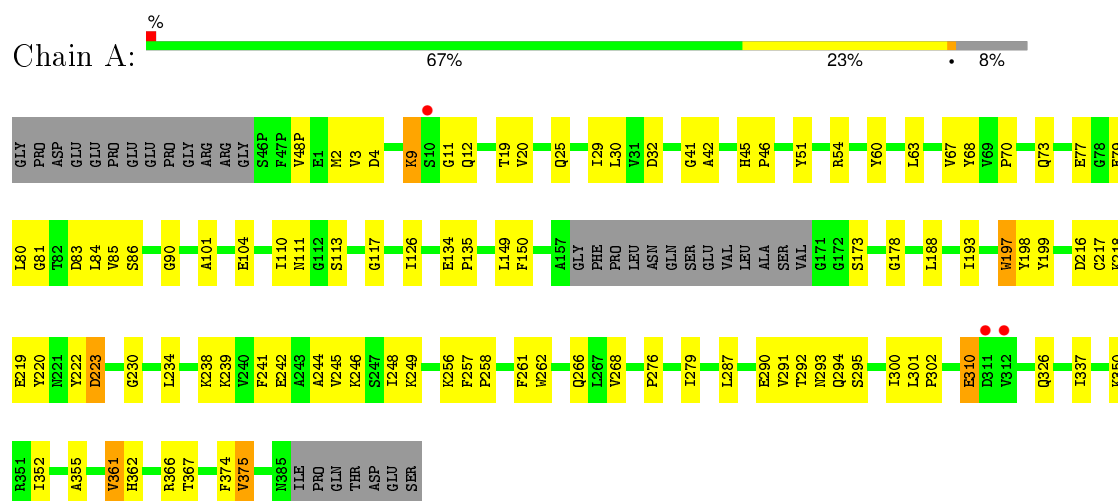 %
Chain A:
67% 23% • 8%
GLY PRO ASP GLU GLU PRO GLU GLU PRO GLY ARG ARG GLY S46P F47P V48P E1 M2 V3 D4 K9 S10 G11 Q12 T19 V20 Q25 I29 L30 V31 D32 G41 A42 H45 P46 Y51 R54 Y60 L63 V67 Y68 V69 P70 Q73 E77 G78
L80 G81 T82 D83 L84 V85 S86 G90 A101 E104 I110 N111 G112 S113 G117 I126 E134 P135 L149 F150 A157 GLY PHE PRO LEU ASN GLN SER GLU VAL LEU ALA SER VAL G171 G172 S173 G178 L188 I193 W197 Y198 Y199 D216 C217 K218
E219 Y220 N221 Y222 D223 G230 L234 K238 K239 V240 F241 E242 A243 A244 V245 K246 S247 I248 K249 K256 F257 P258 F261 W262 Q266 L267 V268 P276 I279 L287 E290 V291 T292 N293 Q294 S295 I300 L301 P302 E310 D311 V312 Q326 I337 K350
R351 I352 A355 V361 H362 R366 T367 F374 V375 N385 ILE PRO GLN THR ASP GLU SER